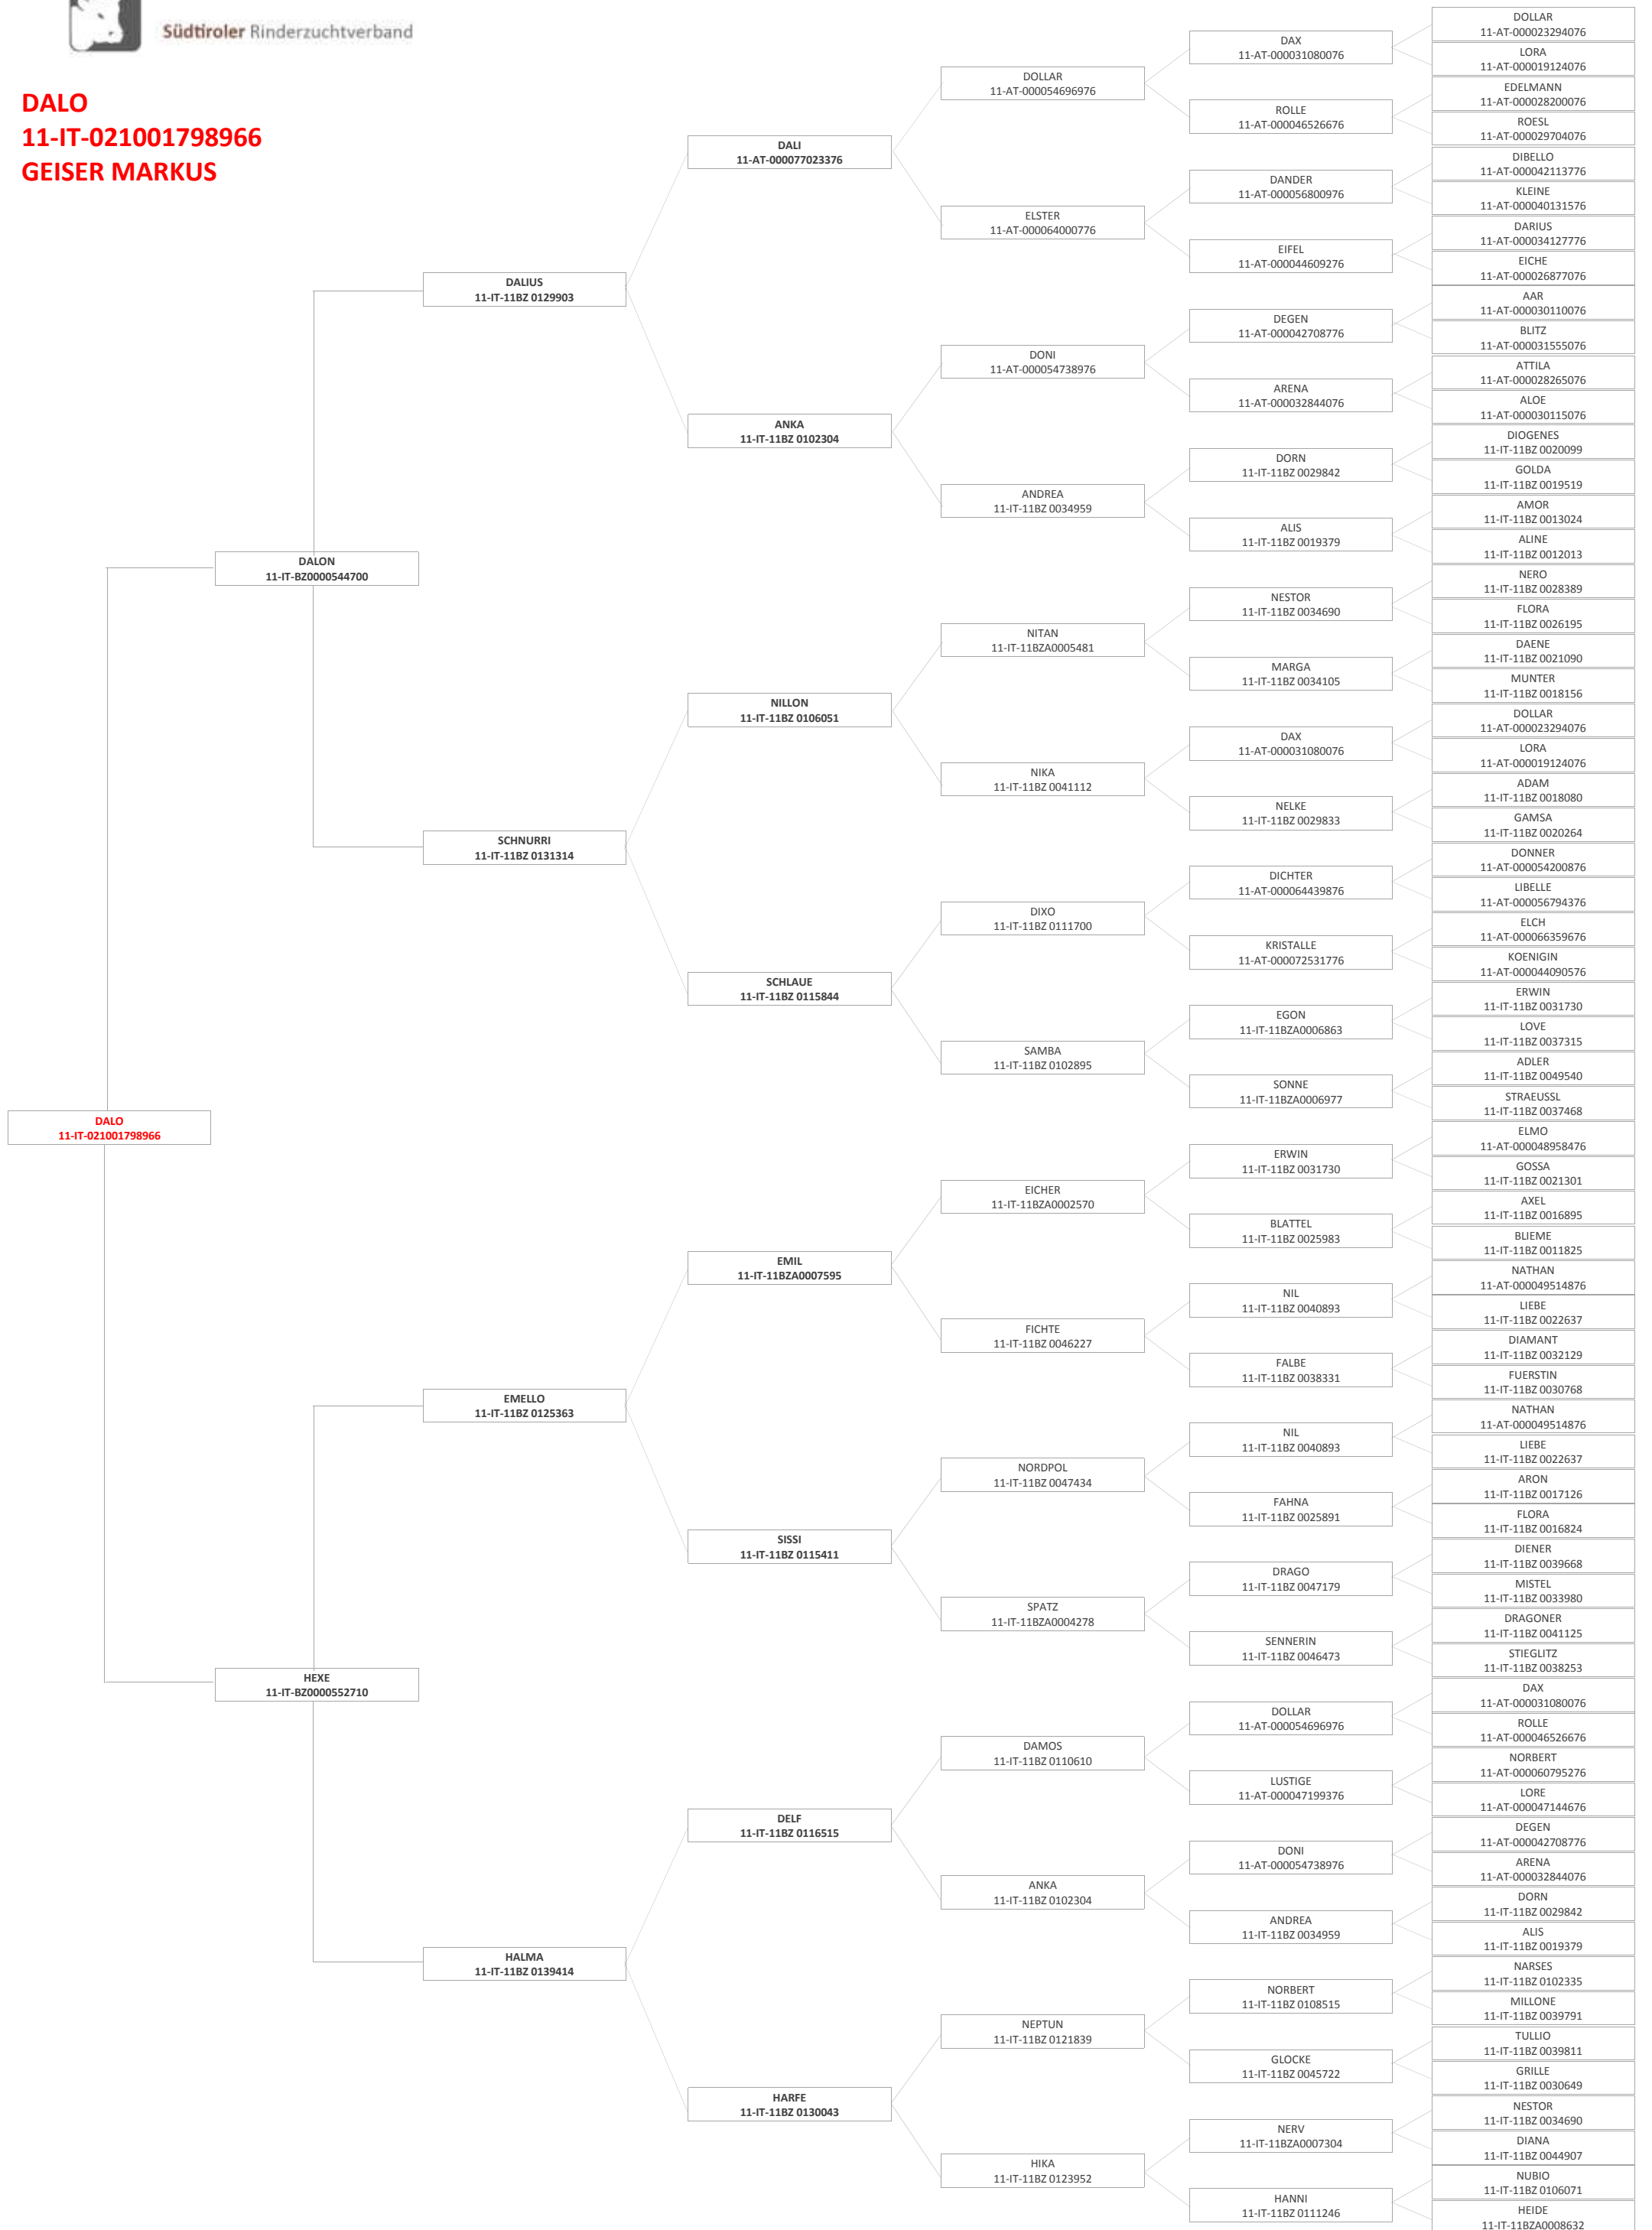 Südtiroler Rinderzuchtverband
DALO
11-IT-021001798966
GEISER MARKUS
DALO
11-IT-021001798966
DALON
11-IT-BZ0000544700
HEXE
11-IT-BZ0000552710
DALIUS
11-IT-11BZ 0129903
SCHNURRI
11-IT-11BZ 0131314
EMELLO
11-IT-11BZ 0125363
HALMA
11-IT-11BZ 0139414
DALI
11-AT-000077023376
ANKA
11-IT-11BZ 0102304
NILLON
11-IT-11BZ 0106051
SCHLAUE
11-IT-11BZ 0115844
EMIL
11-IT-11BZA0007595
SISSI
11-IT-11BZ 0115411
DELF
11-IT-11BZ 0116515
HARFE
11-IT-11BZ 0130043
DOLLAR
11-AT-000054696976
ELSTER
11-AT-000064000776
DONI
11-AT-000054738976
ANDREA
11-IT-11BZ 0034959
NITAN
11-IT-11BZA0005481
NIKA
11-IT-11BZ 0041112
DIXO
11-IT-11BZ 0111700
SAMBA
11-IT-11BZ 0102895
EICHER
11-IT-11BZA0002570
FICHTE
11-IT-11BZ 0046227
NORDPOL
11-IT-11BZ 0047434
SPATZ
11-IT-11BZA0004278
DAMOS
11-IT-11BZ 0110610
ANKA
11-IT-11BZ 0102304
NEPTUN
11-IT-11BZ 0121839
HIKA
11-IT-11BZ 0123952
DAX
11-AT-000031080076
ROLLE
11-AT-000046526676
DANDER
11-AT-000056800976
EIFEL
11-AT-000044609276
DEGEN
11-AT-000042708776
ARENA
11-AT-000032844076
DORN
11-IT-11BZ 0029842
ALIS
11-IT-11BZ 0019379
NESTOR
11-IT-11BZ 0034690
MARGA
11-IT-11BZ 0034105
DAX
11-AT-000031080076
NELKE
11-IT-11BZ 0029833
DICHTER
11-AT-000064439876
KRISTALLE
11-AT-000072531776
EGON
11-IT-11BZA0006863
SONNE
11-IT-11BZA0006977
ERWIN
11-IT-11BZ 0031730
BLATTEL
11-IT-11BZ 0025983
NIL
11-IT-11BZ 0040893
FALBE
11-IT-11BZ 0038331
NIL
11-IT-11BZ 0040893
FAHNA
11-IT-11BZ 0025891
DRAGO
11-IT-11BZ 0047179
SENNERIN
11-IT-11BZ 0046473
DOLLAR
11-AT-000054696976
LUSTIGE
11-AT-000047199376
DONI
11-AT-000054738976
ANDREA
11-IT-11BZ 0034959
NORBERT
11-IT-11BZ 0108515
GLOCKE
11-IT-11BZ 0045722
NERV
11-IT-11BZA0007304
HANNI
11-IT-11BZ 0111246
DOLLAR
11-AT-000023294076
LORA
11-AT-000019124076
EDELMANN
11-AT-000028200076
ROESL
11-AT-000029704076
DIBELLO
11-AT-000042113776
KLEINE
11-AT-000040131576
DARIUS
11-AT-000034127776
EICHE
11-AT-000026877076
AAR
11-AT-000030110076
BLITZ
11-AT-000031555076
ATTILA
11-AT-000028265076
ALOE
11-AT-000030115076
DIOGENES
11-IT-11BZ 0020099
GOLDA
11-IT-11BZ 0019519
AMOR
11-IT-11BZ 0013024
ALINE
11-IT-11BZ 0012013
NERO
11-IT-11BZ 0028389
FLORA
11-IT-11BZ 0026195
DAENE
11-IT-11BZ 0021090
MUNTER
11-IT-11BZ 0018156
DOLLAR
11-AT-000023294076
LORA
11-AT-000019124076
ADAM
11-IT-11BZ 0018080
GAMSA
11-IT-11BZ 0020264
DONNER
11-AT-000054200876
LIBELLE
11-AT-000056794376
ELCH
11-AT-000066359676
KOENIGIN
11-AT-000044090576
ERWIN
11-IT-11BZ 0031730
LOVE
11-IT-11BZ 0037315
ADLER
11-IT-11BZ 0049540
STRAEUSSL
11-IT-11BZ 0037468
ELMO
11-AT-000048958476
GOSSA
11-IT-11BZ 0021301
AXEL
11-IT-11BZ 0016895
BLIEME
11-IT-11BZ 0011825
NATHAN
11-AT-000049514876
LIEBE
11-IT-11BZ 0022637
DIAMANT
11-IT-11BZ 0032129
FUERSTIN
11-IT-11BZ 0030768
NATHAN
11-AT-000049514876
LIEBE
11-IT-11BZ 0022637
ARON
11-IT-11BZ 0017126
FLORA
11-IT-11BZ 0016824
DIENER
11-IT-11BZ 0039668
MISTEL
11-IT-11BZ 0033980
DRAGONER
11-IT-11BZ 0041125
STIEGLITZ
11-IT-11BZ 0038253
DAX
11-AT-000031080076
ROLLE
11-AT-000046526676
NORBERT
11-AT-000060795276
LORE
11-AT-000047144676
DEGEN
11-AT-000042708776
ARENA
11-AT-000032844076
DORN
11-IT-11BZ 0029842
ALIS
11-IT-11BZ 0019379
NARSES
11-IT-11BZ 0102335
MILLONE
11-IT-11BZ 0039791
TULLIO
11-IT-11BZ 0039811
GRILLE
11-IT-11BZ 0030649
NESTOR
11-IT-11BZ 0034690
DIANA
11-IT-11BZ 0044907
NUBIO
11-IT-11BZ 0106071
HEIDE
11-IT-11BZA0008632